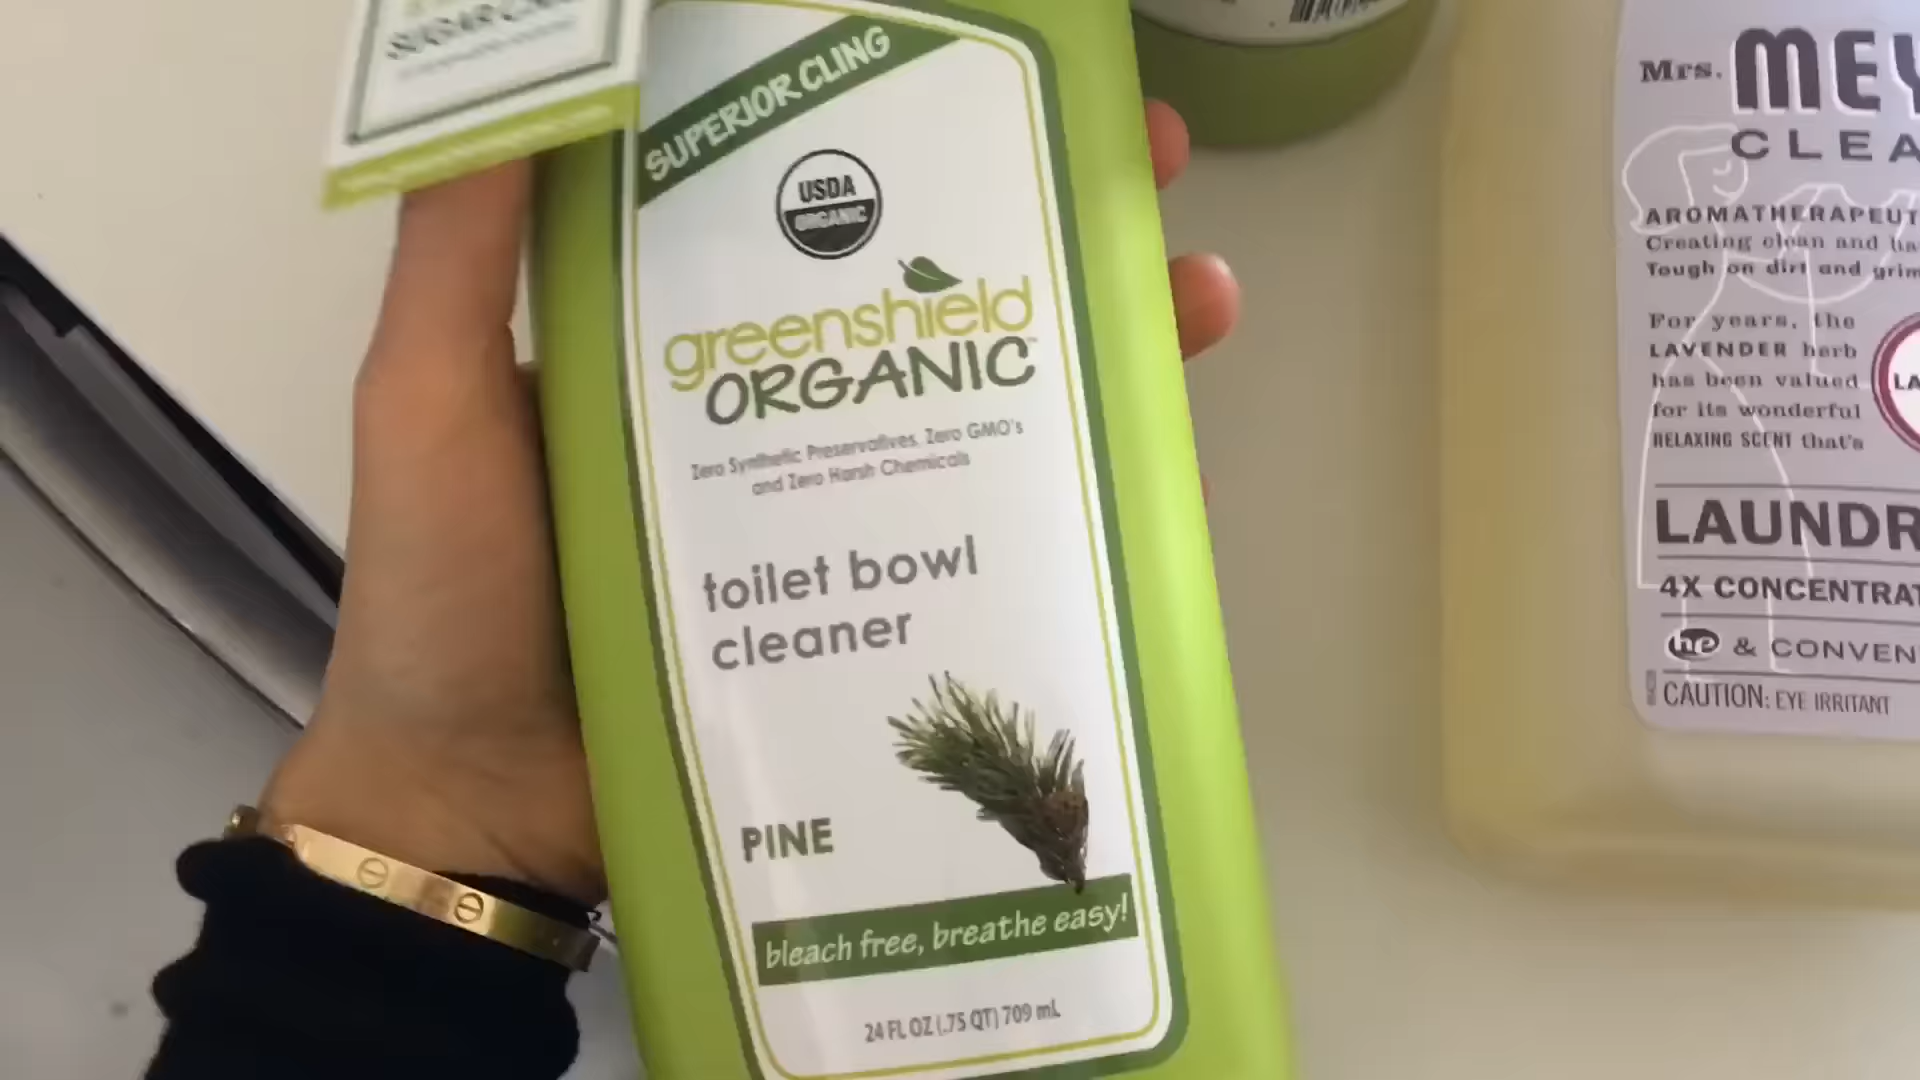 SUPERIOR CLING
USDA
ORGANIC
greenshield
ORGANIC™
Zero Synthetic Preservatives, Zero GMO's
and Zero Harsh Chemicals
toilet bowl
cleaner
PINE
bleach free, breathe easy!
24 FL OZ (.75 QT) 709 mL
Mrs. MEY
CLEA
AROMATHERAPEUT
Creating clean and ha
Tough on dirt and grim
For years, the
LAVENDER herb
has been valued
for its wonderful
RELAXING SCENT that's
LA
LAUNDR
4X CONCENTRAT
he & CONVEN
CAUTION: EYE IRRITANT